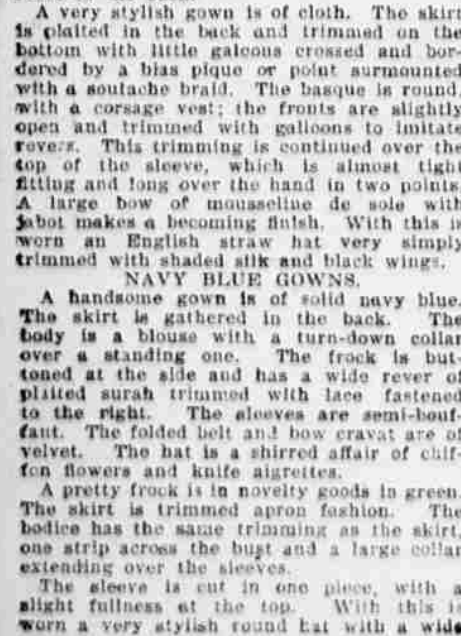 A very stylish gown is of cloth. The skirt
is plaited in the back and trimmed on the
bottom with little galoons crossed and bor-
dered by a bias pique or point surmounted
with a soutache braid. The basque is round,
with a corsage vest; the fronts are slightly
open and trimmed with galloons to imitate
revers. This trimming is continued over the
top of the sleeve, which is almost tight
fitting and long over the hand in two points.
A large bow of mousseline de soie with
jabot makes a becoming finish. With this is
worn an English straw hat very simply
trimmed with shaded silk and black wings.
NAVY BLUE GOWNS.
A handsome gown is of solid navy blue.
The skirt is gathered in the back. The
body is a blouse with a turn-down collar
over a standing one. The frock is but-
toned at the side and has a wide rever of
plaited surah trimmed with lace fastened
to the right. The sleeves are semi-bouf-
fant. The folded belt and bow cravat are of
velvet. The hat is a shirred affair of chif-
fon flowers and knife aigrettes.
A pretty frock is in novelty goods in green.
The skirt is trimmed apron fashion. The
bodice has the same trimming as the skirt,
one strip across the bust and a large collar
extending over the sleeves.
The sleeve is cut in one piece, with a
slight fullness at the top. With this is
worn a very stylish round hat with a wide